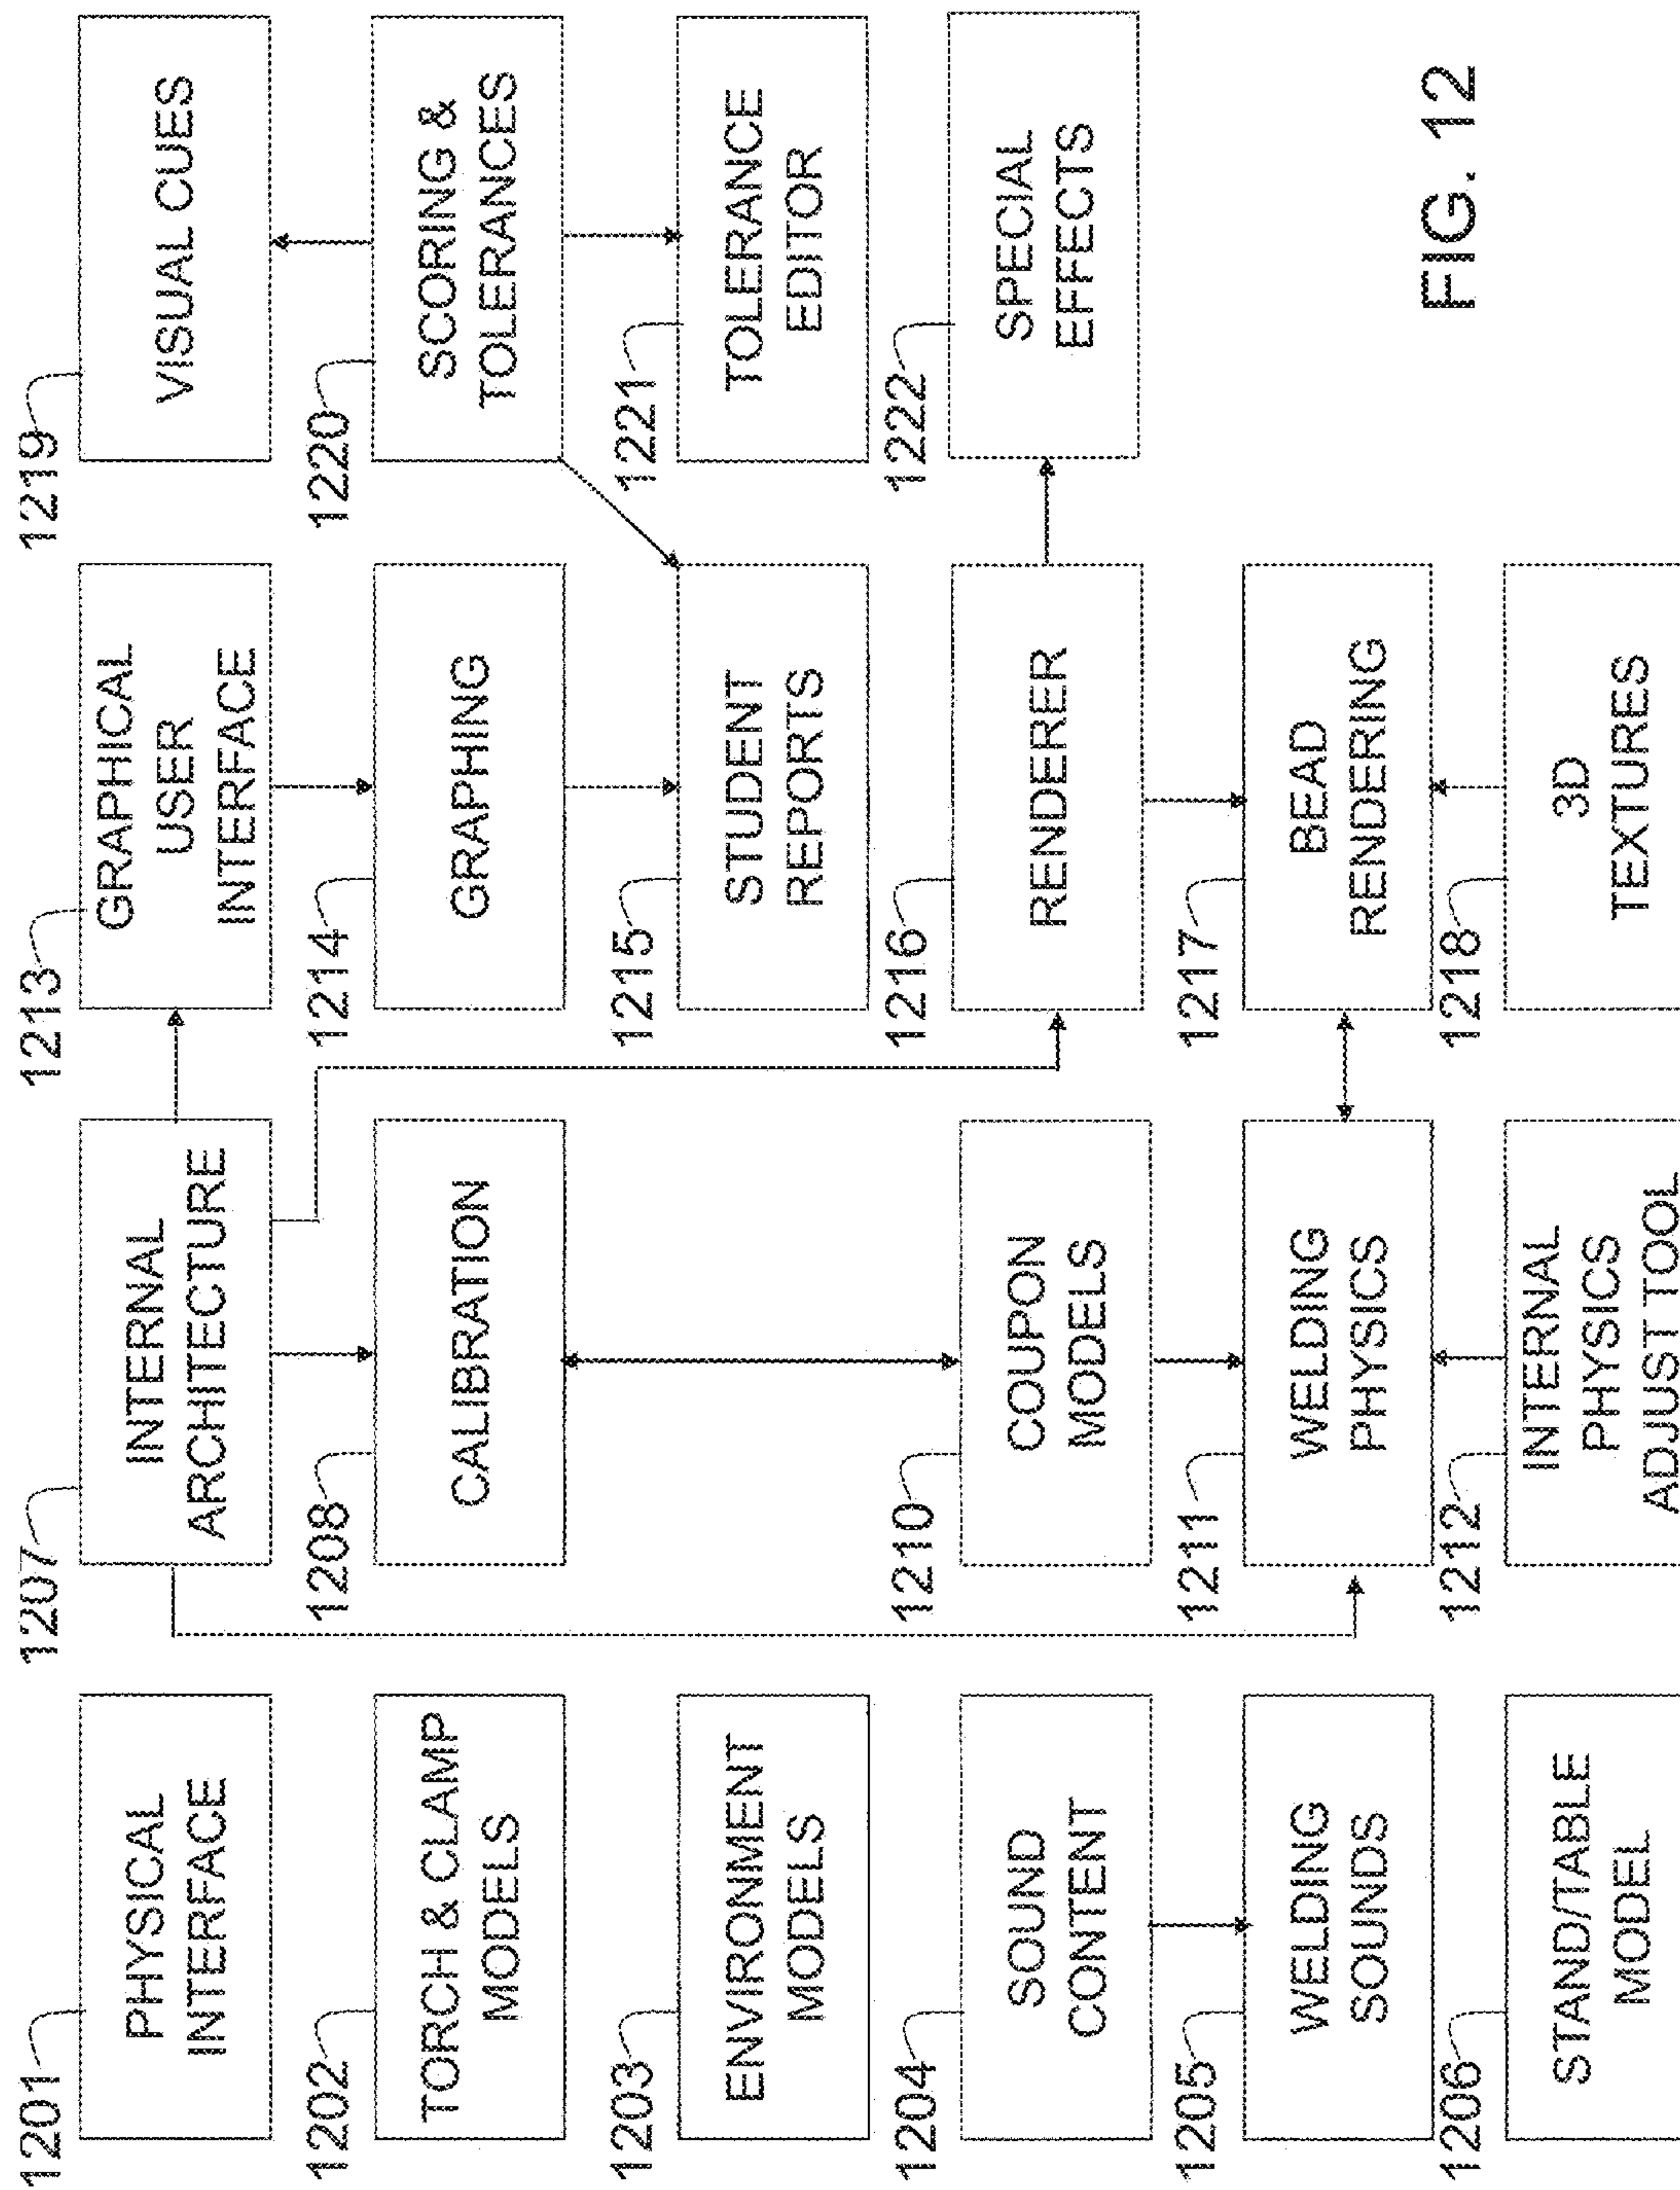 1201
PHYSICAL
INTERFACE
1202
TORCH & CLAMP
MODELS
1203
ENVIRONMENT
MODELS
1204
SOUND
CONTENT
1205
WELDING
SOUNDS
1206
STAND/TABLE
MODEL
1207
INTERNAL
ARCHITECTURE
1208
CALIBRATION
1210
COUPON
MODELS
1211
WELDING
PHYSICS
1212
INTERNAL
PHYSICS
ADJUST TOOL
1213
GRAPHICAL
USER
INTERFACE
1214
GRAPHING
1215
STUDENT
REPORTS
1216
RENDERER
1217
BEAD
RENDERING
1218
3D
TEXTURES
1219
VISUAL CUES
1220
SCORING &
TOLERANCES
1221
TOLERANCE
EDITOR
1222
SPECIAL
EFFECTS
FIG. 12